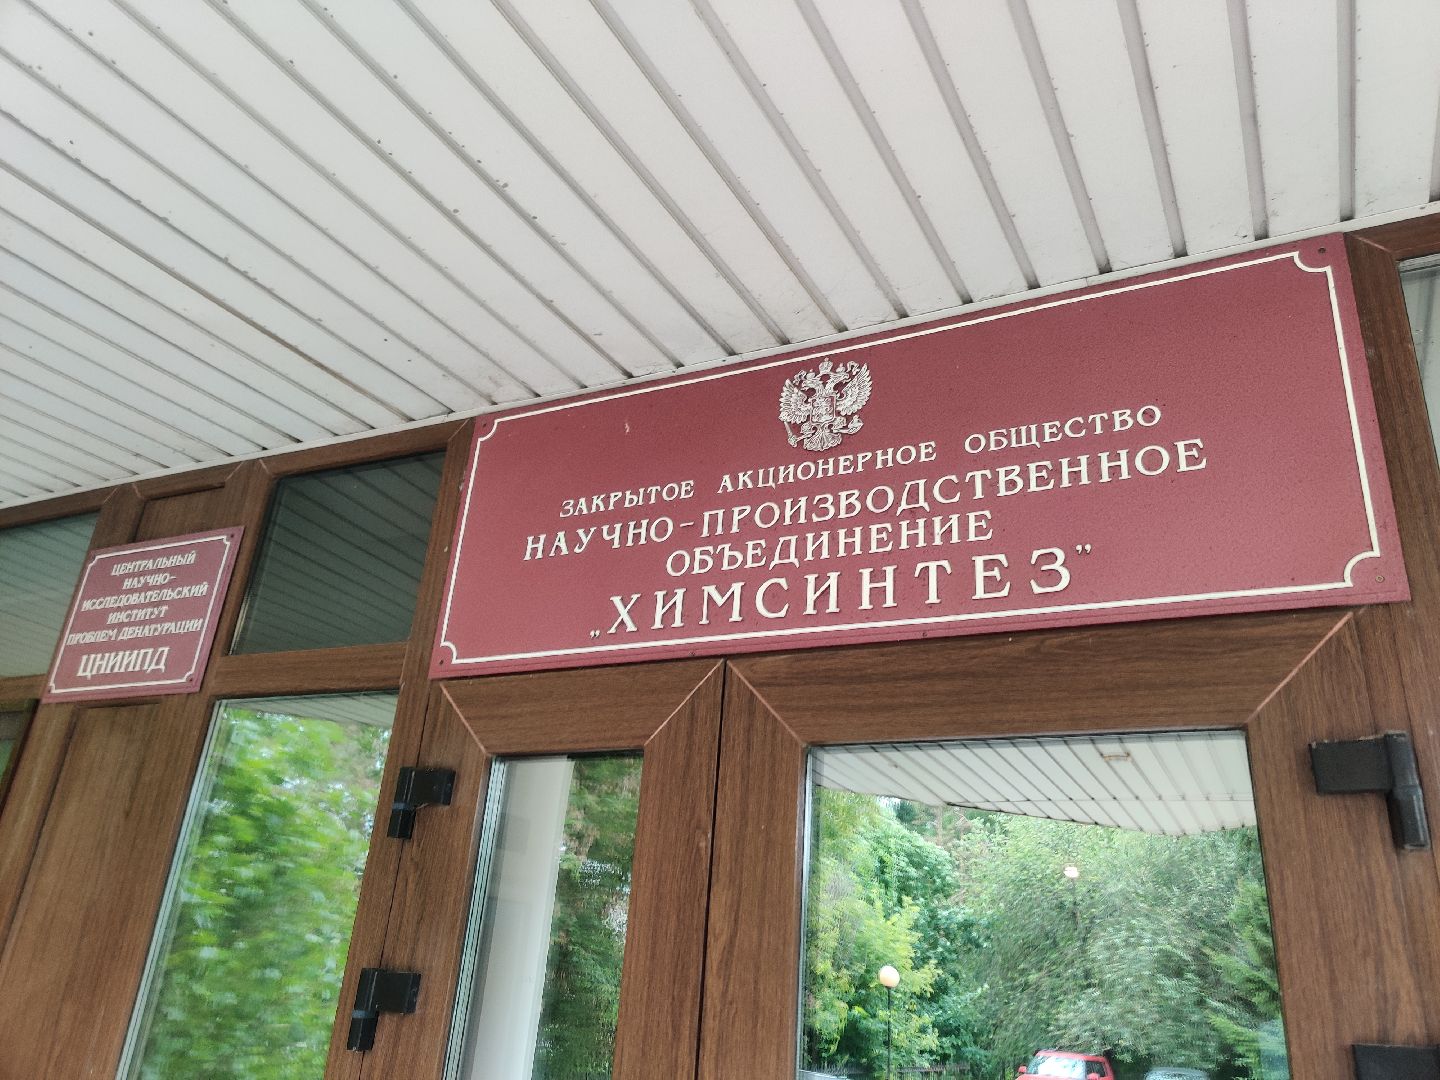 ЦЕНТРАЛЬНЫЙ
НАУЧНО-
ИССЛЕДОВАТЕЛЬСКИЙ
ИНСТИТУТ
ПРОБЛЕМ ДЕНАТУРАЦИИ
ЦНИИПД
ЗАКРЫТОЕ АКЦИОНЕРНОЕ ОБЩЕСТВО
НАУЧНО-ПРОИЗВОДСТВЕННОЕ
ОБЪЕДИНЕНИЕ
„ХИМСИНТЕЗ”